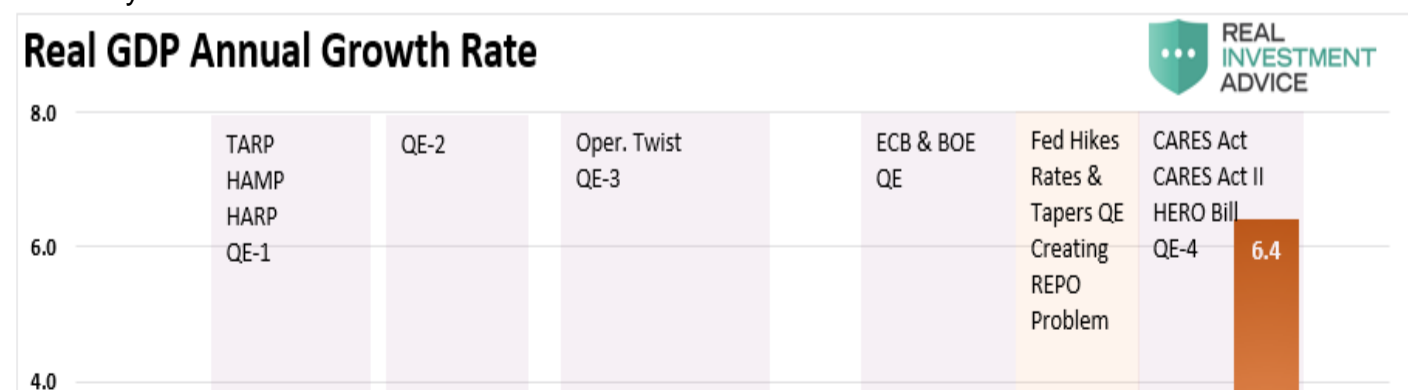 Real GDP Annual Growth Rate
REAL
INVESTMENT
ADVICE
8.0
TARP
HAMP
HARP
QE-1
QE-2
Oper. Twist
QE-3
ECB & BOE
QE
Fed Hikes
Rates &
Tapers QE
Creating
REPO
Problem
CARES Act
CARES Act II
HERO Bill
QE-4
6.0
6.4
4.0